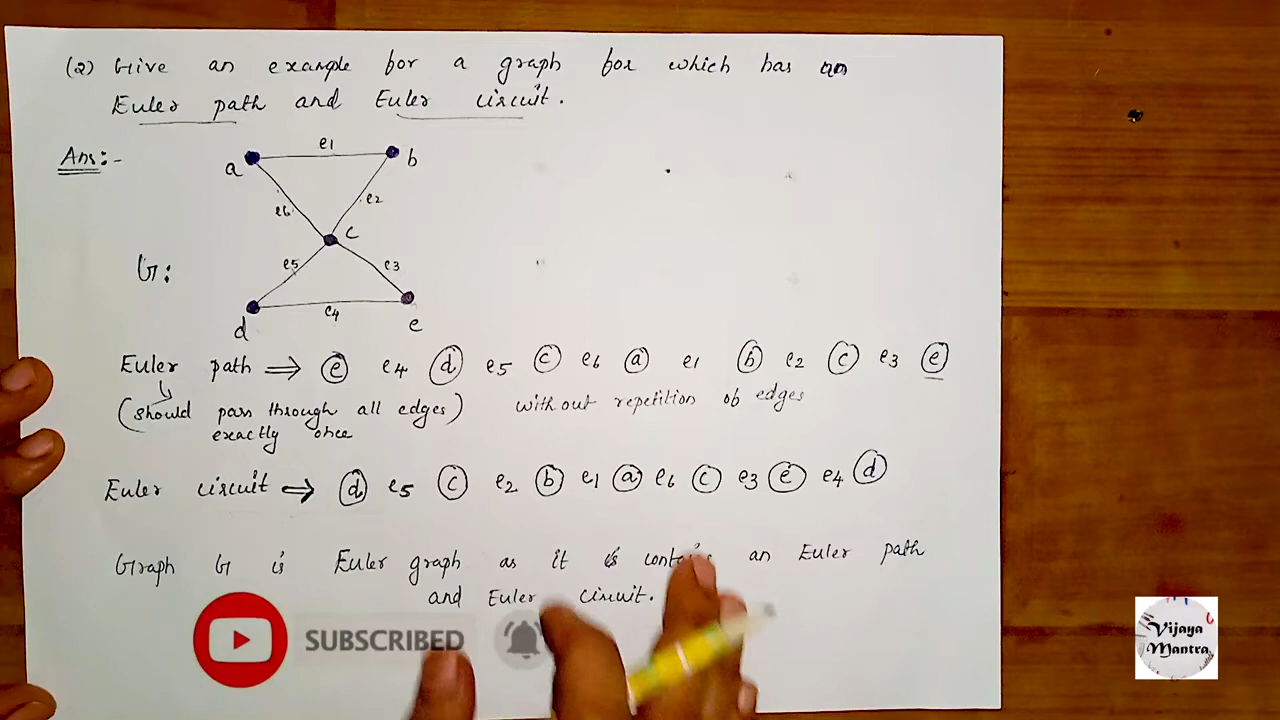 (2) Give an example for a graph for which has an
Euler path and Euler circuit.
Ans:-
e1
a
b
e6
e2
c
G:
e5
e3
e4
d
e
Euler path ⇒ e e4 d e5 c e6 a e1 b e2 c e3 e
(should pass through all edges) without repetition of edges
exactly once
Euler circuit ⇒ d e5 c e2 b e1 a e6 c e3 e e4 d
Graph G is Euler graph as it is contains an Euler path
and Euler circuit.
SUBSCRIBED
Vijaya
Mantra